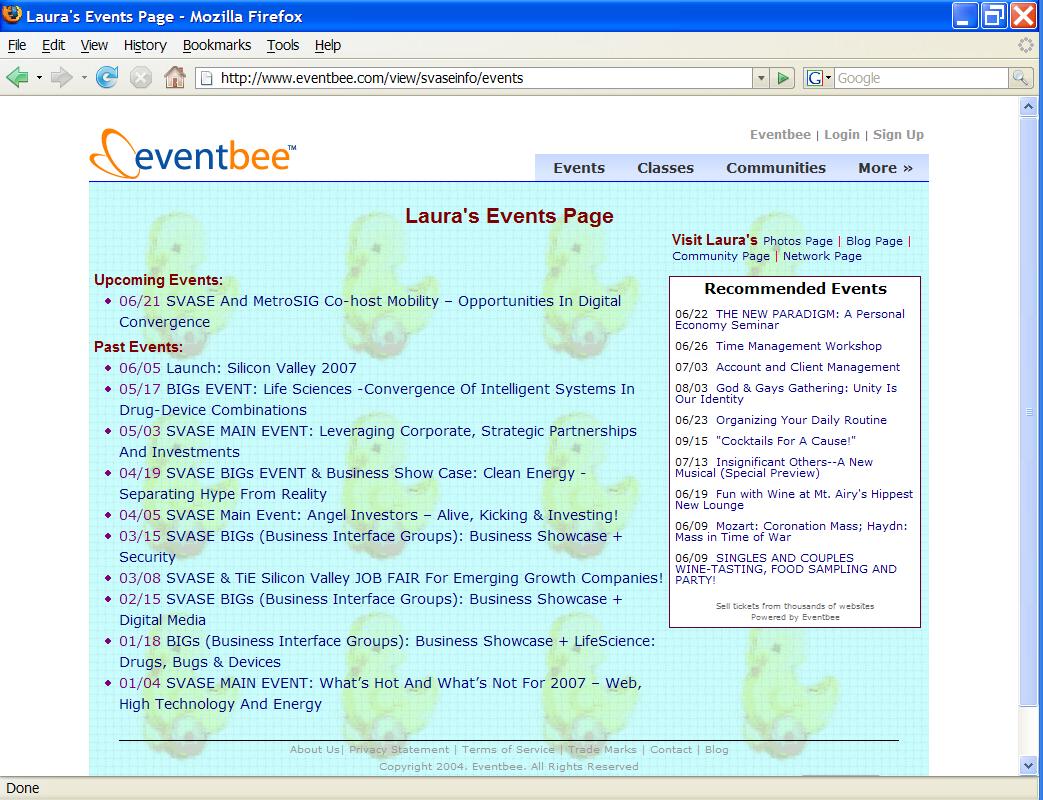 Laura's Events Page - Mozilla Firefox
File Edit View History Bookmarks Tools Help
http://www.eventbee.com/view/svaseinfo/events
G Google
Eventbee | Login | Sign Up
eventbee™
Events Classes Communities More »
Laura's Events Page
Visit Laura's Photos Page | Blog Page |
Community Page | Network Page
Upcoming Events:
06/21 SVASE And MetroSIG Co-host Mobility – Opportunities In Digital
Convergence
Past Events:
06/05 Launch: Silicon Valley 2007
05/17 BIGs EVENT: Life Sciences -Convergence Of Intelligent Systems In
Drug-Device Combinations
05/03 SVASE MAIN EVENT: Leveraging Corporate, Strategic Partnerships
And Investments
04/19 SVASE BIGs EVENT & Business Show Case: Clean Energy -
Separating Hype From Reality
04/05 SVASE Main Event: Angel Investors – Alive, Kicking & Investing!
03/15 SVASE BIGs (Business Interface Groups): Business Showcase +
Security
03/08 SVASE & TiE Silicon Valley JOB FAIR For Emerging Growth Companies!
02/15 SVASE BIGs (Business Interface Groups): Business Showcase +
Digital Media
01/18 BIGs (Business Interface Groups): Business Showcase + LifeScience:
Drugs, Bugs & Devices
01/04 SVASE MAIN EVENT: What’s Hot And What’s Not For 2007 – Web,
High Technology And Energy
Recommended Events
06/22 THE NEW PARADIGM: A Personal
Economy Seminar
06/26 Time Management Workshop
07/03 Account and Client Management
08/03 God & Gays Gathering: Unity Is
Our Identity
06/23 Organizing Your Daily Routine
09/15 "Cocktails For A Cause!"
07/13 Insignificant Others--A New
Musical (Special Preview)
06/19 Fun with Wine at Mt. Airy's Hippest
New Lounge
06/09 Mozart: Coronation Mass; Haydn:
Mass in Time of War
06/09 SINGLES AND COUPLES
WINE-TASTING, FOOD SAMPLING AND
PARTY!
Sell tickets from thousands of websites
Powered by Eventbee
About Us| Privacy Statement | Terms of Service | Trade Marks | Contact | Blog
Copyright 2004. Eventbee. All Rights Reserved
Done